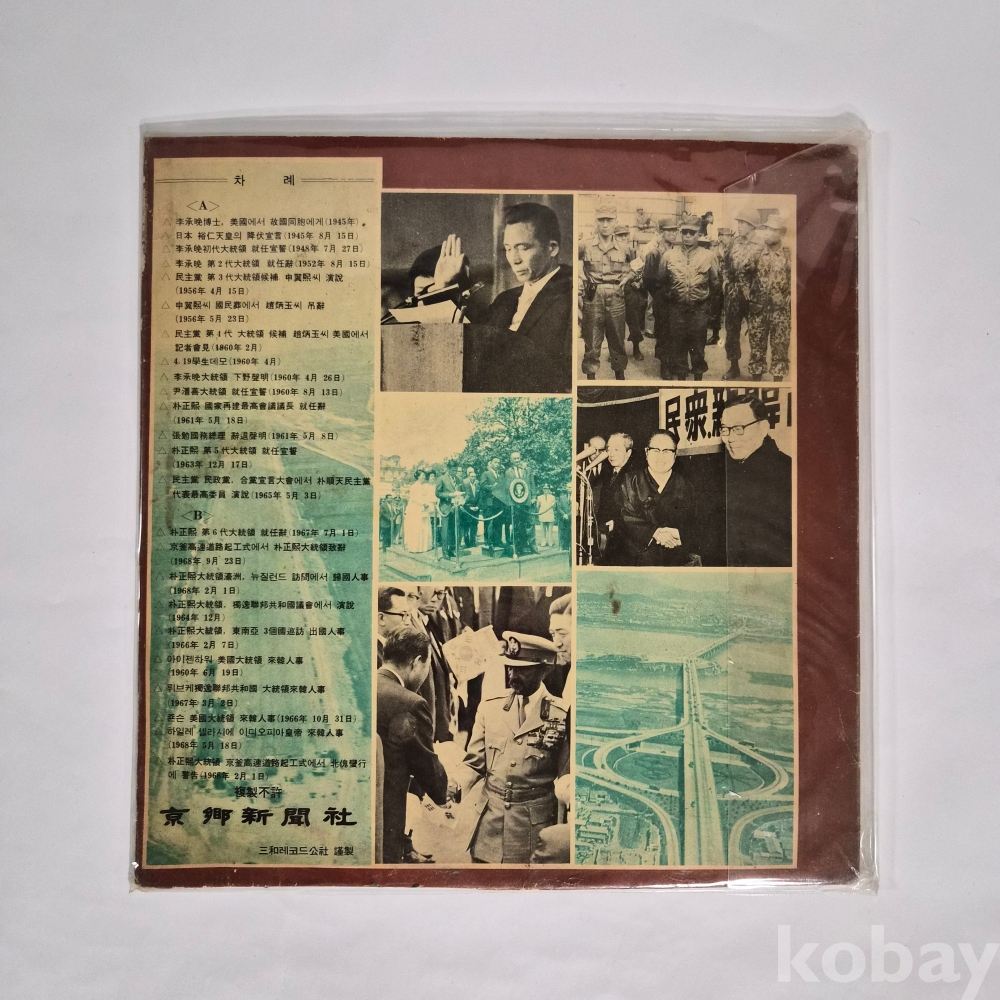 차 례
<A>
△ 李承晩博士, 美國에서 故國同胞에게(1945年)
△ 日本 裕仁天皇의 降伏宣言(1945年 8月 15日)
△ 李承晩初代大統領 就任宣誓(1948年 7月 27日)
△ 李承晩 第2代大統領 就任辭(1952年 8月 15日)
△ 民主黨 第3代大統領候補 申翼熙씨 演說
(1956年 4月 15日)
△ 申翼熙씨 國民葬에서 趙炳玉씨 吊辭
(1956年 5月 23日)
△ 民主黨 第4代 大統領 候補 趙炳玉씨 美國에서
記者會見(1960年 2月)
△ 4.19學生데모(1960年 4月)
△ 李承晩大統領 下野聲明(1960年 4月 26日)
△ 尹潽善大統領 就任宣誓(1960年 8月 13日)
△ 朴正熙 國家再建最高會議議長 就任辭
(1961年 5月 18日)
△ 張勉國務總理 辭退聲明(1961年 5月 8日)
△ 朴正熙 第5代大統領 就任宣誓
(1963年 12月 17日)
△ 民主黨 民政黨, 合黨宣言大會에서 朴順天民主黨
代表最高委員 演說(1965年 5月 3日)
<B>
△ 朴正熙 第6代大統領 就任辭(1967年 7月 1日)
△ 京釜高速道路起工式에서 朴正熙大統領致辭
(1968年 9月 23日)
△ 朴正熙大統領濠洲, 뉴질런드 訪問에서 歸國人事
(1968年 2月 1日)
朴正熙大統領, 獨逸聯邦共和國議會에서 演說
(1964年 12月)
△ 朴正熙大統領, 東南亞 3個國巡訪 出國人事
(1966年 2月 7日)
△ 아이젠하워 美國大統領 來韓人事
(1960年 6月 19日)
△ 뤼브케獨逸聯邦共和國 大統領來韓人事
(1967年 3月 2日)
△ 죤슨 美國大統領 來韓人事(1966年 10月 31日)
△ 하일레 셀라시에 이디오피아皇帝 來韓人事
(1968年 5月 18日)
△ 朴正熙大統領 京釜高速道路起工式에서 北傀蠻行
에 警告(1968年 2月 1日)
複製不許
京鄕新聞社
三和레코드公社 謹製
民衆
kobay